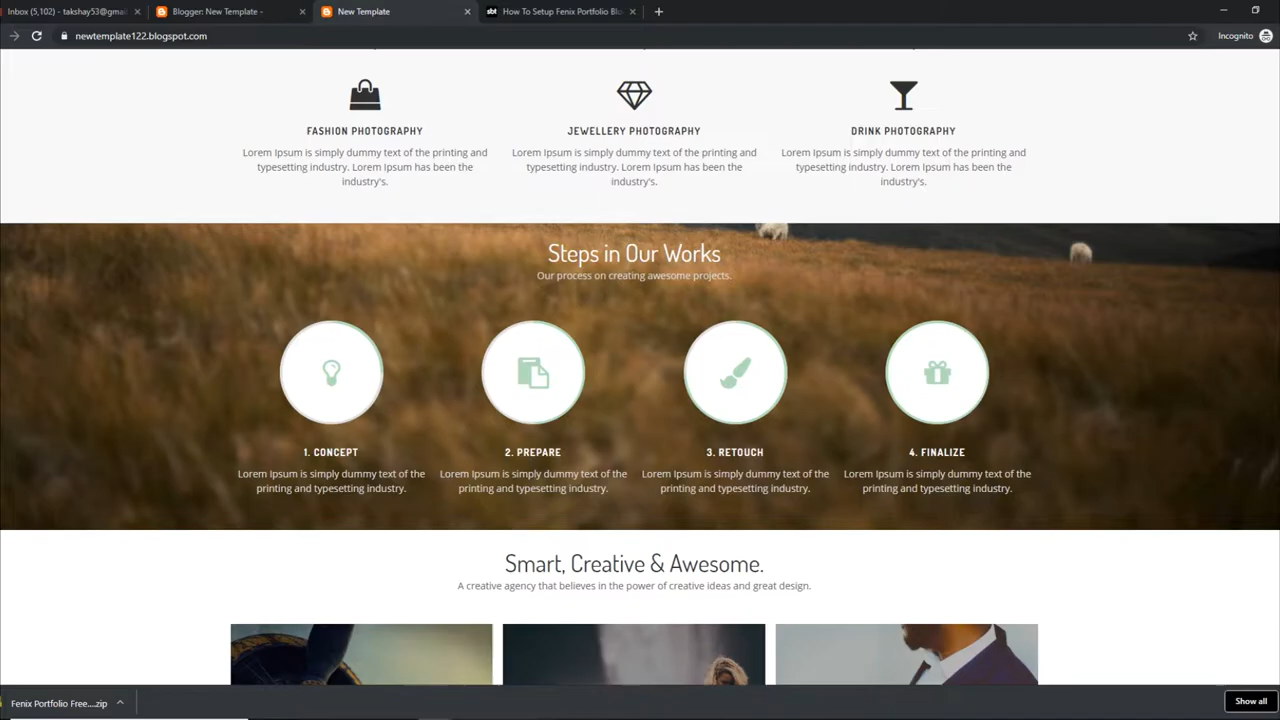 Inbox (5,102) - takshay53@gmai
Blogger: New Template -
New Template
sbt How To Setup Fenix Portfolio Blo
newtemplate122.blogspot.com
Incognito
FASHION PHOTOGRAPHY
Lorem Ipsum is simply dummy text of the printing and
typesetting industry. Lorem Ipsum has been the
industry's.
JEWELLERY PHOTOGRAPHY
Lorem Ipsum is simply dummy text of the printing and
typesetting industry. Lorem Ipsum has been the
industry's.
DRINK PHOTOGRAPHY
Lorem Ipsum is simply dummy text of the printing and
typesetting industry. Lorem Ipsum has been the
industry's.
Steps in Our Works
Our process on creating awesome projects.
1. CONCEPT
Lorem Ipsum is simply dummy text of the
printing and typesetting industry.
2. PREPARE
Lorem Ipsum is simply dummy text of the
printing and typesetting industry.
3. RETOUCH
Lorem Ipsum is simply dummy text of the
printing and typesetting industry.
4. FINALIZE
Lorem Ipsum is simply dummy text of the
printing and typesetting industry.
Smart, Creative & Awesome.
A creative agency that believes in the power of creative ideas and great design.
Fenix Portfolio Free....zip
Show all